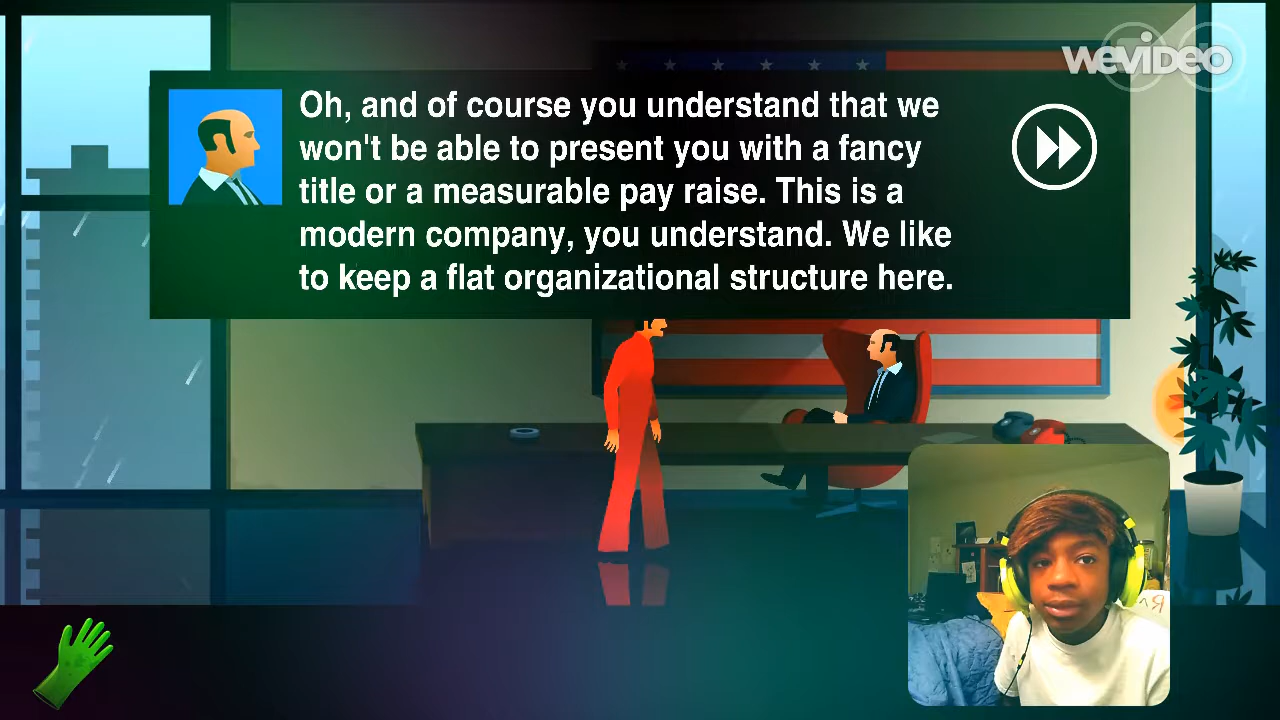 WEVIDEO
Oh, and of course you understand that we
won't be able to present you with a fancy
title or a measurable pay raise. This is a
modern company, you understand. We like
to keep a flat organizational structure here.